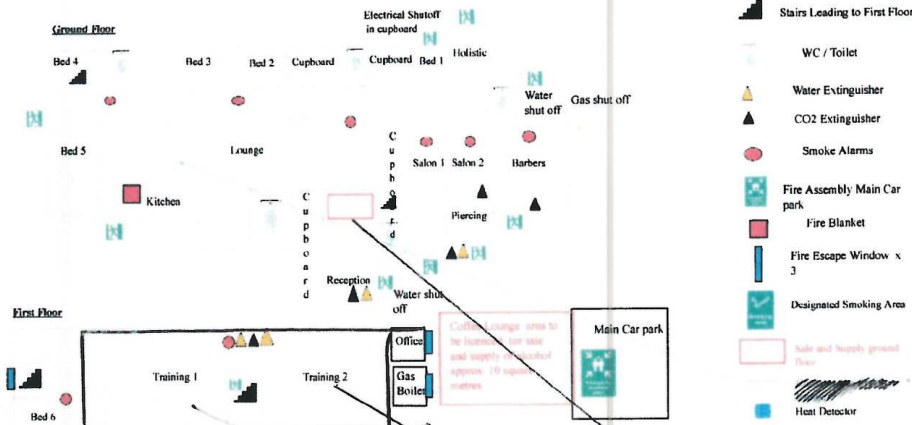 Ground Floor
Electrical Shutoff
in cupboard
Bed 4
Bed 3
Bed 2
Cupboard
Cupboard
Bed 1
Holistic
Water
shut off
Gas shut off
Bed 5
Lounge
Cupboard
Salon 1
Salon 2
Barbers
Kitchen
Cupboard
Piercing
Reception
Water shut
off
First Floor
Office
Gas
Boiler
Training 1
Training 2
Bed 6
Coffee Lounge area to
be licenced for sale
and supply of alcohol
approx. 10 square
metres
Main Car park
Stairs Leading to First Floor
WC / Toilet
Water Extinguisher
CO2 Extinguisher
Smoke Alarms
Fire Assembly Main Car
park
Fire Blanket
Fire Escape Window x
3
Designated Smoking Area
Sale and Supply ground
floor
Heat Detector